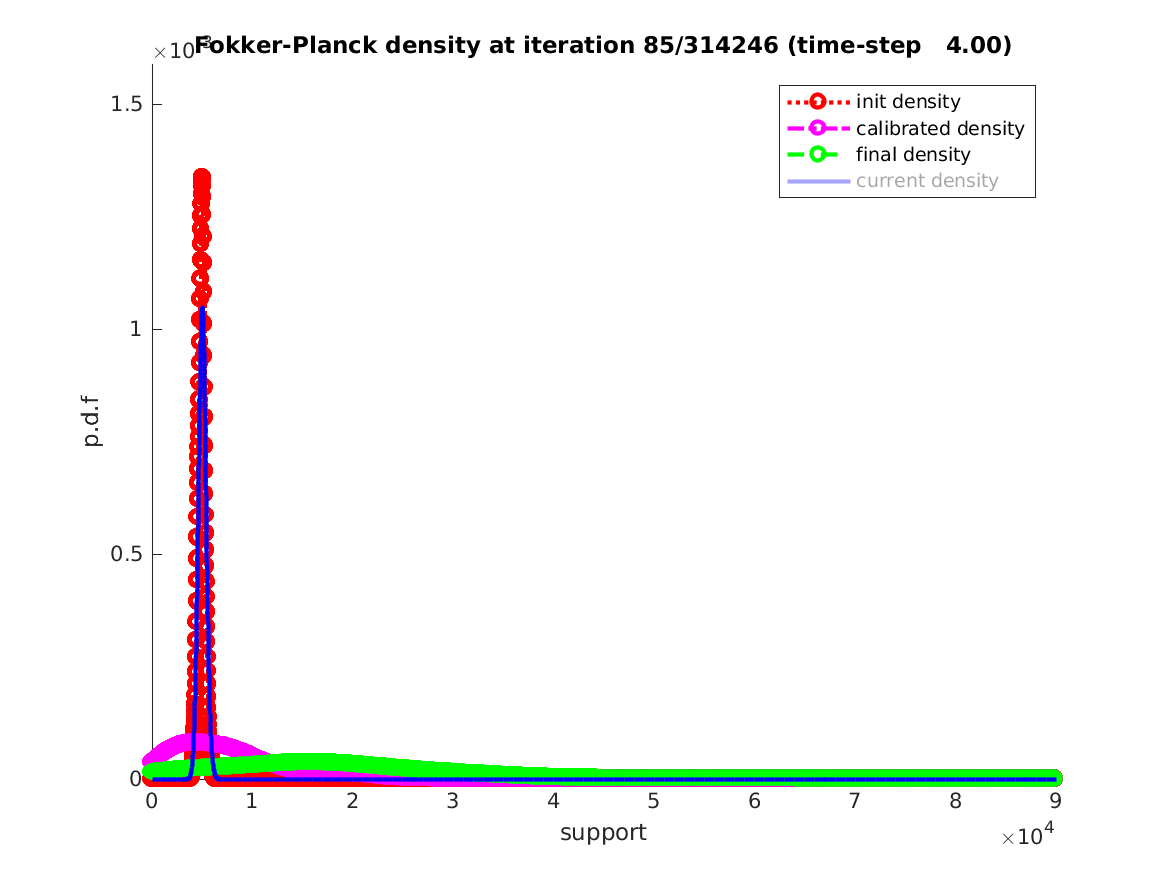 ×10-3
Fokker-Planck density at iteration 85/314246 (time-step 4.00)
init density
calibrated density
final density
current density
1.5
1
0.5
0
p.d.f
0 1 2 3 4 5 6 7 8 9
support
×10^4